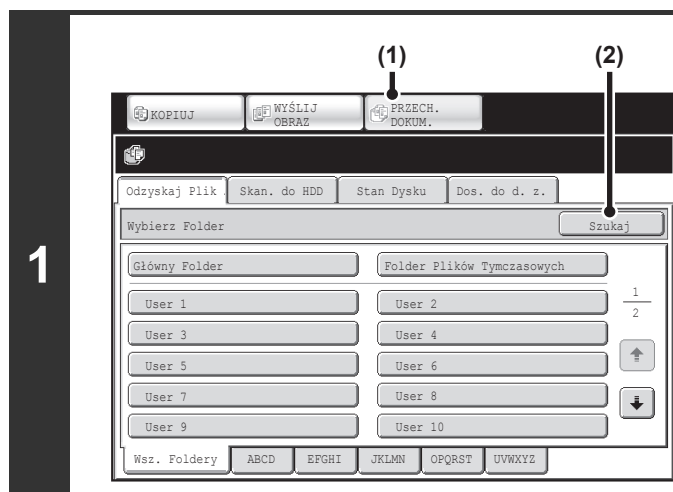 1
(1)
(2)
KOPIUJ
WYŚLIJ
OBRAZ
PRZECH.
DOKUM.
Odzyskaj Plik
Skan. do HDD
Stan Dysku
Dos. do d. z.
Wybierz Folder
Szukaj
Główny Folder
Folder Plików Tymczasowych
User 1
User 2
1
2
User 3
User 4
User 5
User 6
User 7
User 8
User 9
User 10
Wsz. Foldery
ABCD
EFGHI
JKLMN
OPQRST
UVWXYZ